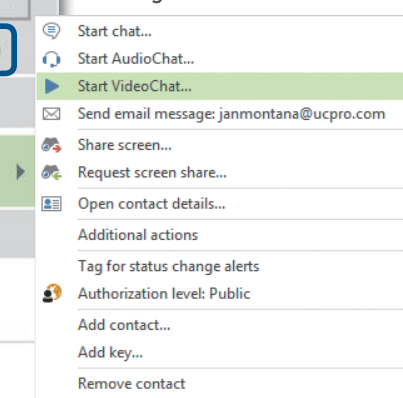 Start chat...
Start AudioChat...
Start VideoChat...
Send email message: janmontana@ucpro.com
Share screen...
Request screen share...
Open contact details...
Additional actions
Tag for status change alerts
Authorization level: Public
Add contact...
Add key...
Remove contact